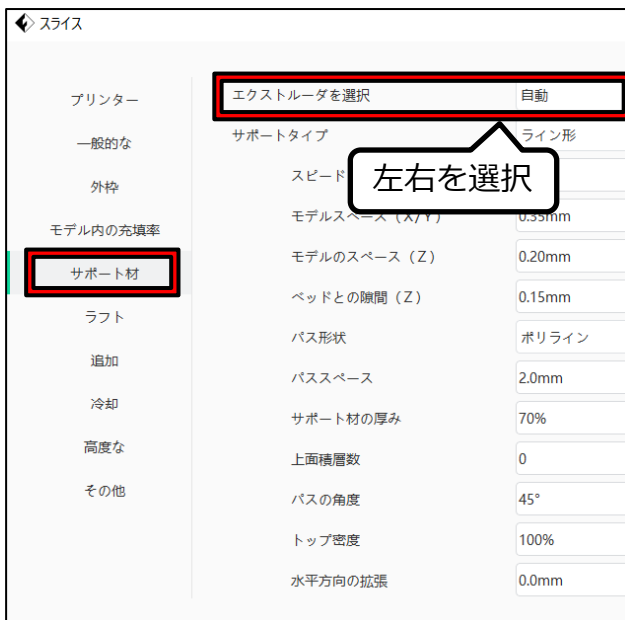 スライス
プリンター
一般的な
外枠
モデル内の充填率
サポート材
ラフト
追加
冷却
高度な
その他
エクストルーダを選択 自動
サポートタイプ ライン形
左右を選択
スピード
モデルスペース（X/Y） 0.35mm
モデルのスペース（Z） 0.20mm
ベッドとの隙間（Z） 0.15mm
パス形状 ポリライン
パススペース 2.0mm
サポート材の厚み 70%
上面積層数 0
パスの角度 45°
トップ密度 100%
水平方向の拡張 0.0mm